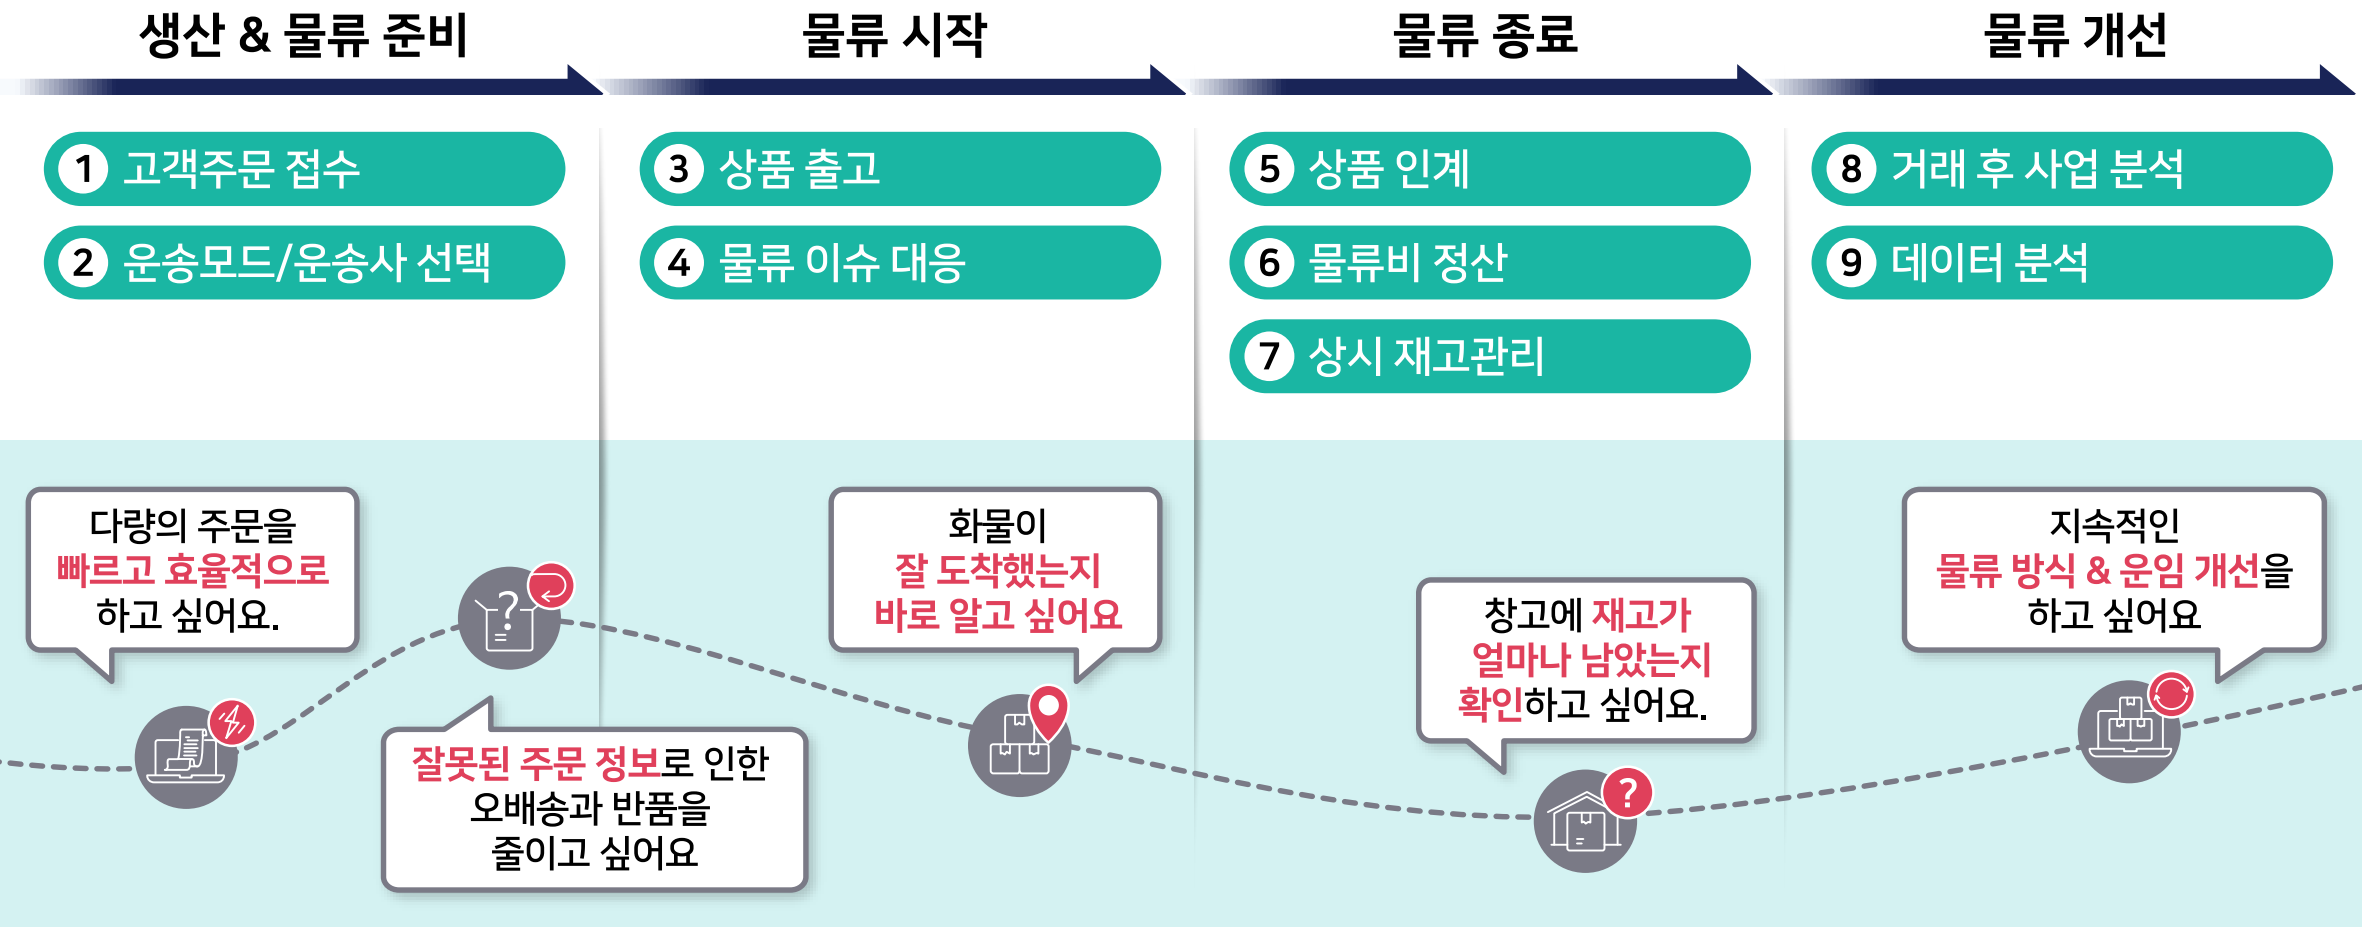 생산 & 물류 준비
물류 시작
물류 종료
물류 개선
1 고객주문 접수
2 운송모드/운송사 선택
3 상품 출고
4 물류 이슈 대응
5 상품 인계
6 물류비 정산
7 상시 재고관리
8 거래 후 사업 분석
9 데이터 분석
다량의 주문을
빠르고 효율적으로
하고 싶어요.
?
잘못된 주문 정보로 인한
오배송과 반품을
줄이고 싶어요
화물이
잘 도착했는지
바로 알고 싶어요
창고에 재고가
얼마나 남았는지
확인하고 싶어요.
?
지속적인
물류 방식 & 운임 개선을
하고 싶어요